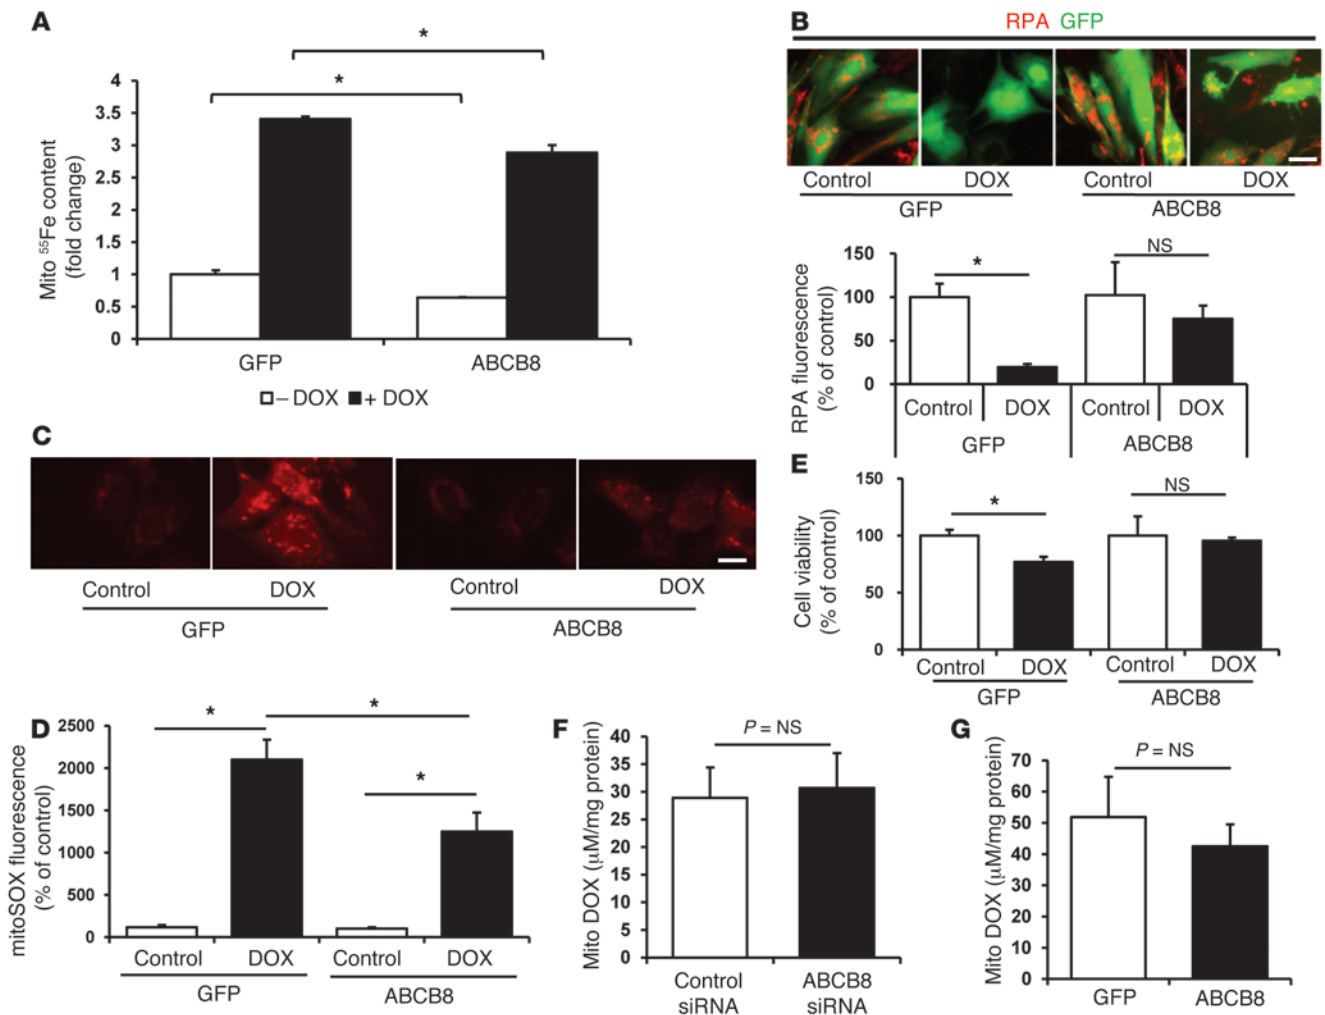 A
*
*
4
3.5
3
2.5
2
1.5
1
0.5
0
Mito ⁵⁵Fe content
(fold change)
GFP
ABCB8
– DOX
+ DOX
B
RPA GFP
Control
DOX
Control
DOX
GFP
ABCB8
150
100
50
0
RPA fluorescence
(% of control)
*
NS
Control
DOX
Control
DOX
GFP
ABCB8
C
Control
DOX
Control
DOX
GFP
ABCB8
D
2500
2000
1500
1000
500
0
mitoSOX fluorescence
(% of control)
*
*
*
Control
DOX
Control
DOX
GFP
ABCB8
E
150
100
50
0
Cell viability
(% of control)
*
NS
Control
DOX
Control
DOX
GFP
ABCB8
F
40
35
30
25
20
15
10
5
0
Mito DOX (µM/mg protein)
P = NS
Control
siRNA
ABCB8
siRNA
G
70
60
50
40
30
20
10
0
Mito DOX (µM/mg protein)
P = NS
GFP
ABCB8